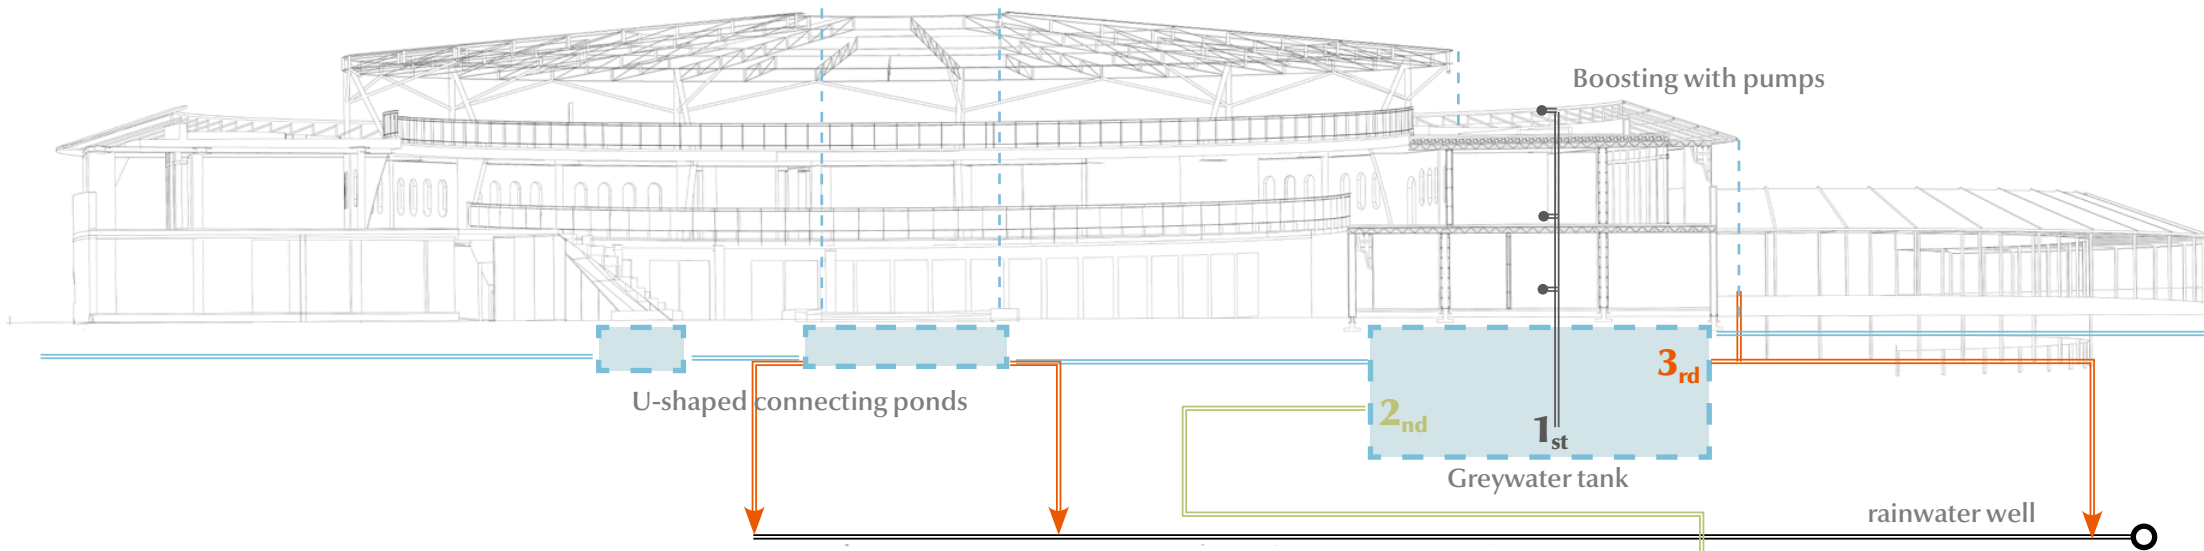 Boosting with pumps
3rd
U-shaped connecting ponds
2nd
1st
Greywater tank
rainwater well